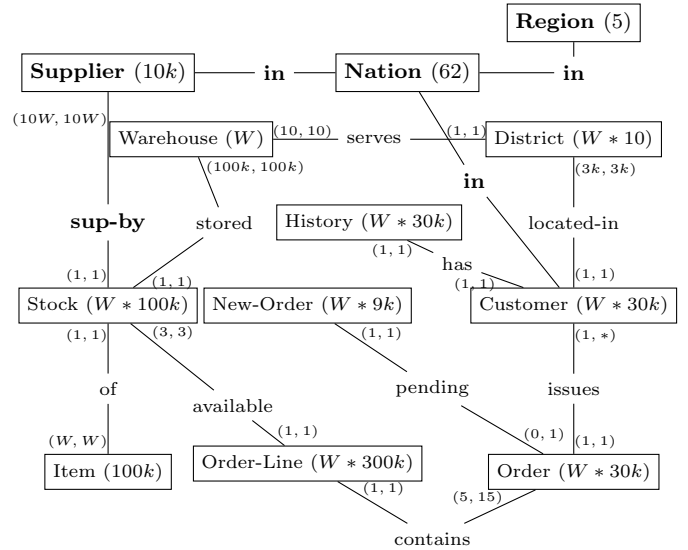 Region (5)
Supplier (10k)
in
Nation (62)
in
(10W, 10W)
Warehouse (W)
(10, 10)
serves
(1, 1)
District (W * 10)
(100k, 100k)
(3k, 3k)
in
sup-by
stored
History (W * 30k)
located-in
(1, 1)
has
(1, 1)
(1, 1)
(1, 1)
(1, 1)
Stock (W * 100k)
New-Order (W * 9k)
Customer (W * 30k)
(1, 1)
(3, 3)
(1, 1)
(1, *)
of
pending
issues
available
(W, W)
(1, 1)
(0, 1)
(1, 1)
Item (100k)
Order-Line (W * 300k)
Order (W * 30k)
(1, 1)
(5, 15)
contains